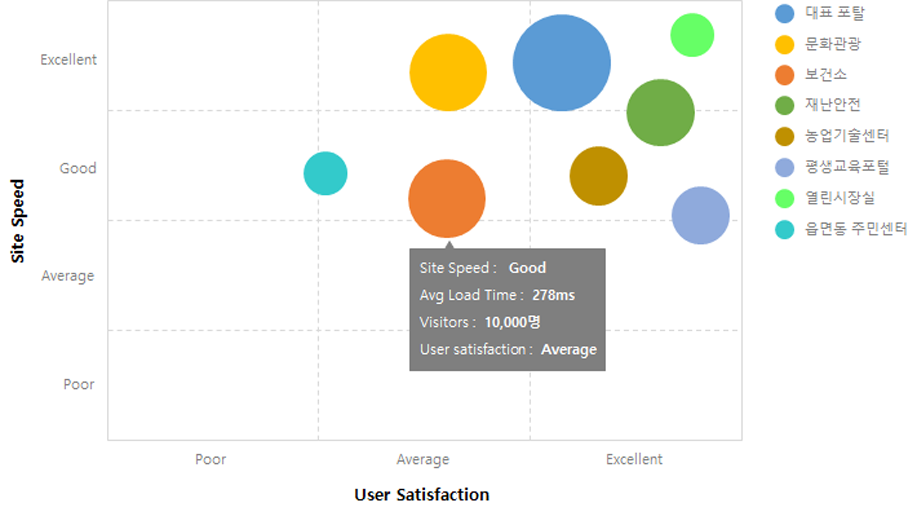 Site Speed
Excellent
Good
Average
Poor
Poor
Average
Excellent
User Satisfaction
Site Speed : Good
Avg Load Time : 278ms
Visitors : 10,000명
User satisfaction : Average
대표 포탈
문화관광
보건소
재난안전
농업기술센터
평생교육포털
열린시장실
읍면동 주민센터